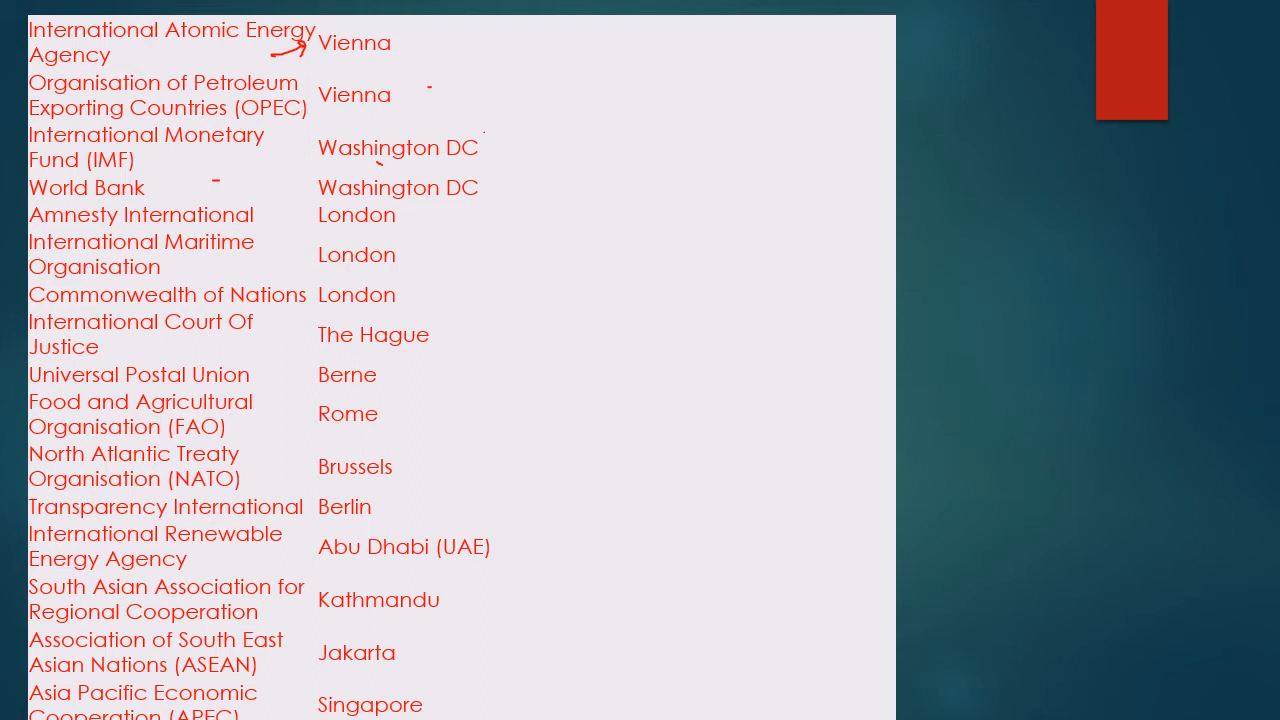 International Atomic Energy
Agency
Vienna
Organisation of Petroleum
Exporting Countries (OPEC)
Vienna
International Monetary
Fund (IMF)
Washington DC
World Bank
Washington DC
Amnesty International
London
International Maritime
Organisation
London
Commonwealth of Nations
London
International Court Of
Justice
The Hague
Universal Postal Union
Berne
Food and Agricultural
Organisation (FAO)
Rome
North Atlantic Treaty
Organisation (NATO)
Brussels
Transparency International
Berlin
International Renewable
Energy Agency
Abu Dhabi (UAE)
South Asian Association for
Regional Cooperation
Kathmandu
Association of South East
Asian Nations (ASEAN)
Jakarta
Asia Pacific Economic
Cooperation (APEC)
Singapore